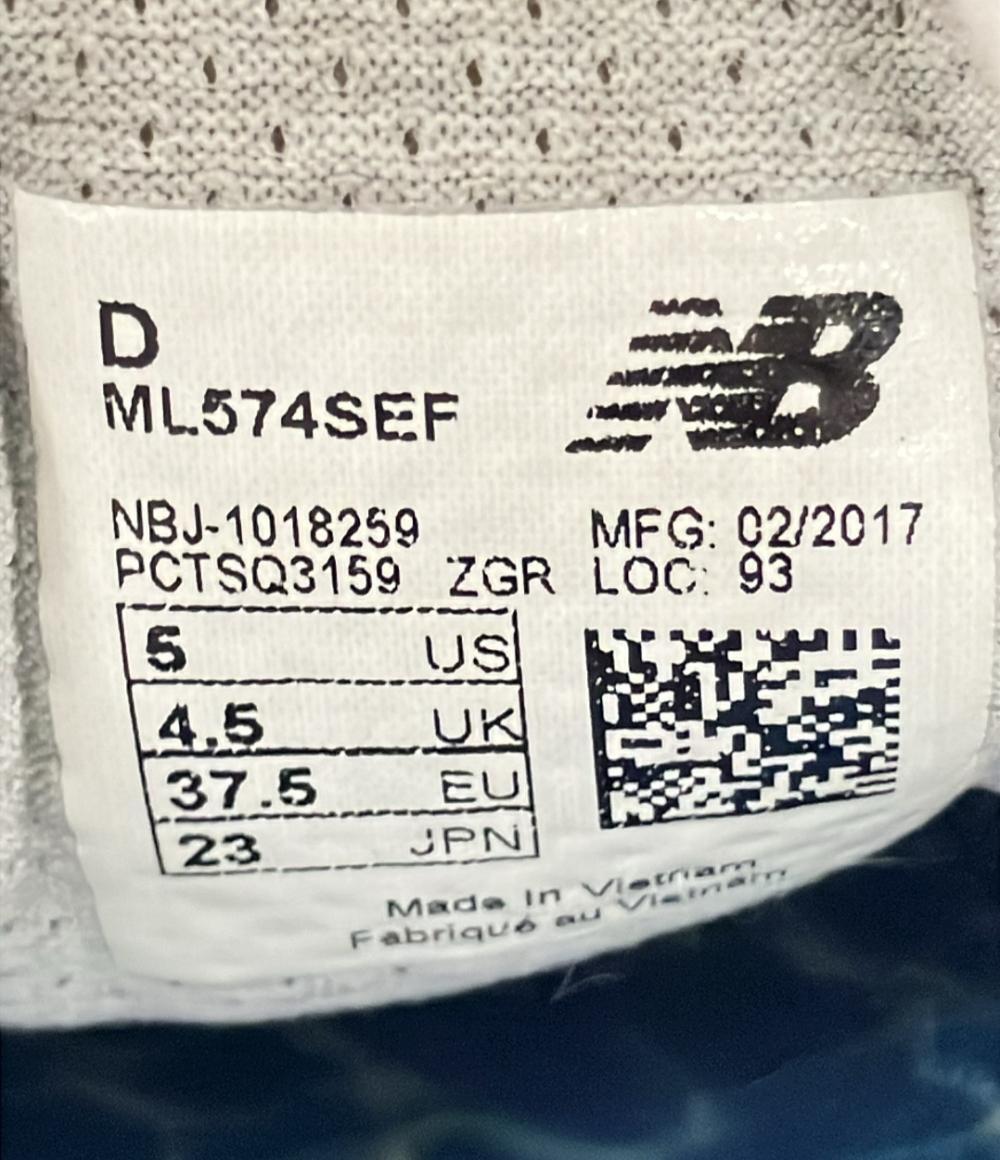 D
ML574SEF
NB
NBJ-1018259
PCTSQ3159 ZGR
MFG: 02/2017
LOC: 93
5 US
4.5 UK
37.5 EU
23 JPN
Made In Vietnam
Fabriqué au Vietnam